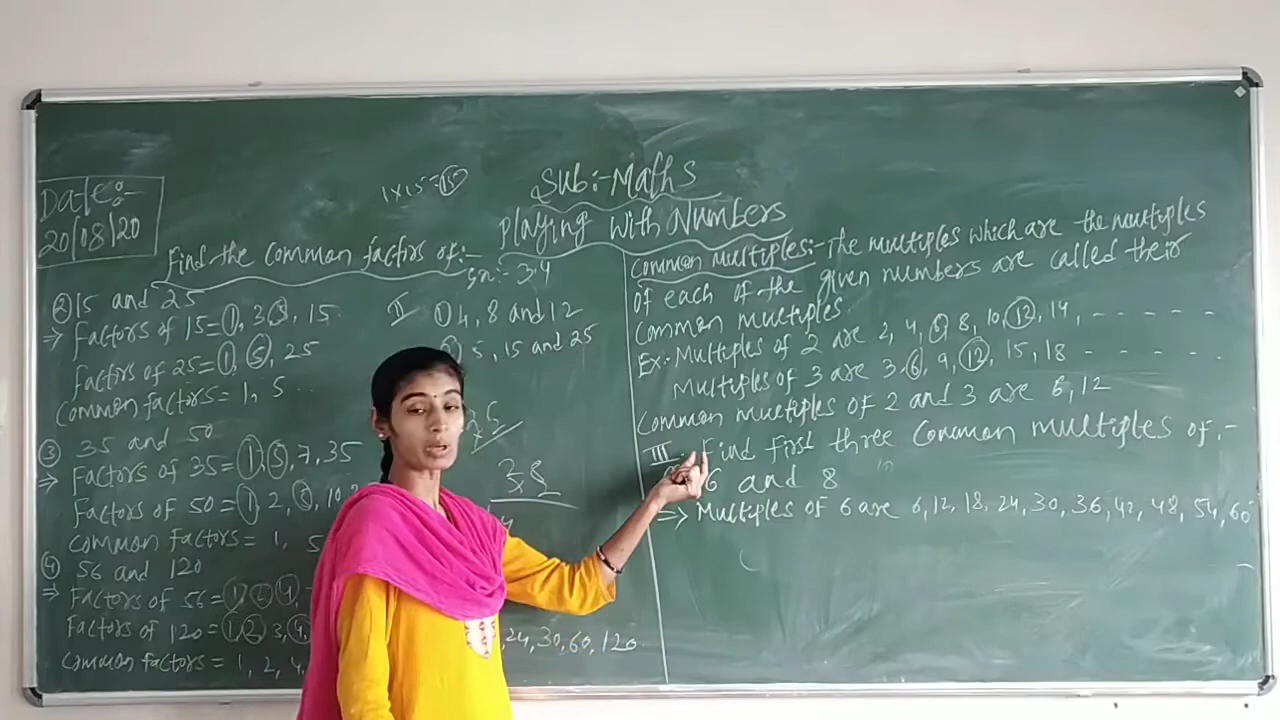 Date:-
20/08/20
1x15=15
Sub:-Maths
Playing With Numbers
Find the Common factors of:-
Ex:- 3.4
② 15 and 25
⇒ Factors of 15=1, 3, 5, 15.
Factors of 25=1, 5, 25
Common factors= 1, 5
③ 35 and 50
⇒ Factors of 35=1, 5, 7, 35
Factors of 50=1, 2, 5, 10,
Common factors= 1, 5
④ 56 and 120
⇒ Factors of 56=1, 2, 4,
Factors of 120=1, 2, 3, 4,
24, 30, 60, 120.
Common factors = 1, 2, 4,
II ① 4, 8 and 12
② 5, 15 and 25
38
Common multiples:- The multiples which are the multiples
of each of the given numbers are called their
Common multiples.
Ex:- Multiples of 2 are 2, 4, 6, 8, 10, 12, 14, - - - - -
Multiples of 3 are 3, 6, 9, 12, 15, 18 - - - - - -
Common multiples of 2 and 3 are 6, 12
III. Find first three Common multiples of,-
6 and 8
⇒ Multiples of 6 are 6, 12, 18, 24, 30, 36, 42, 48, 54, 60